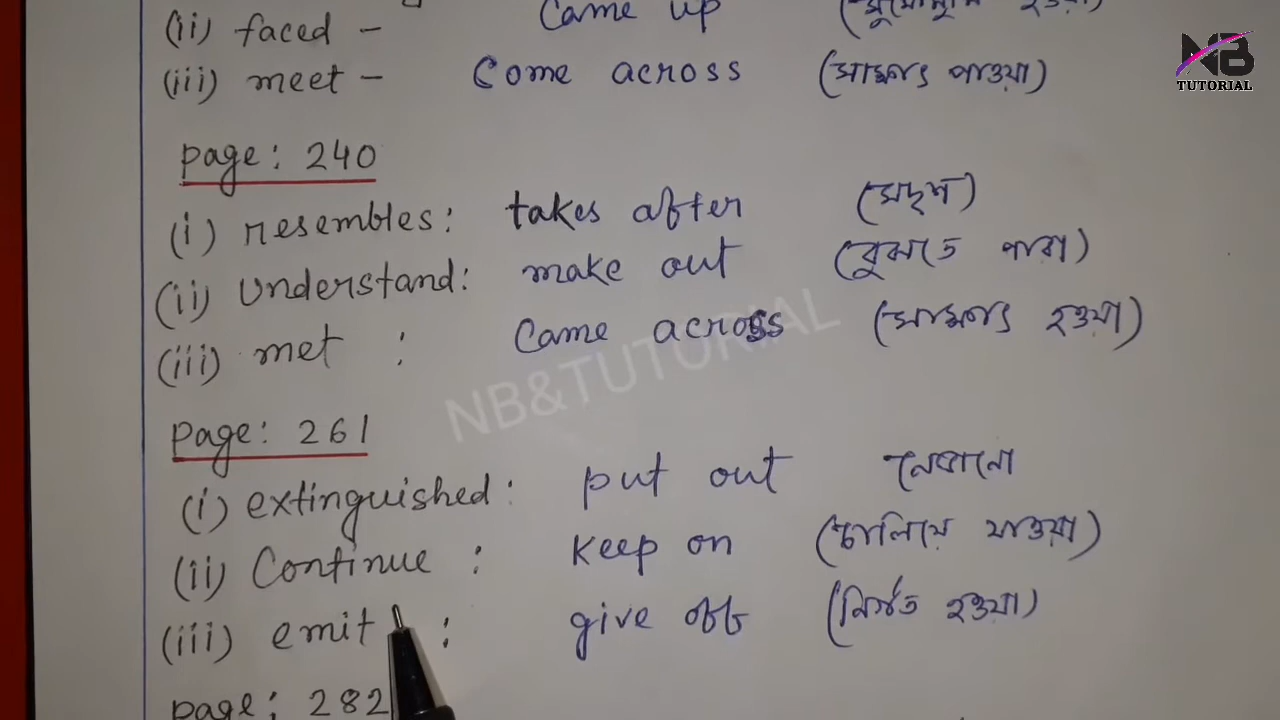 (ii) faced - Came up (মুখোমুখি হওয়া)
(iii) meet - Come across (সাক্ষাৎ পাওয়া)
NB
TUTORIAL
page: 240
(i) resembles: takes after (সদৃশ)
(ii) understand: make out (বুঝতে পারা)
(iii) met : Came across (সাক্ষাৎ হওয়া)
NB&TUTORIAL
page: 261
(i) extinguished: put out নেভানো
(ii) Continue : Keep on (চালিয়ে যাওয়া)
(iii) emit : give off (নির্গত হওয়া)
page: 282